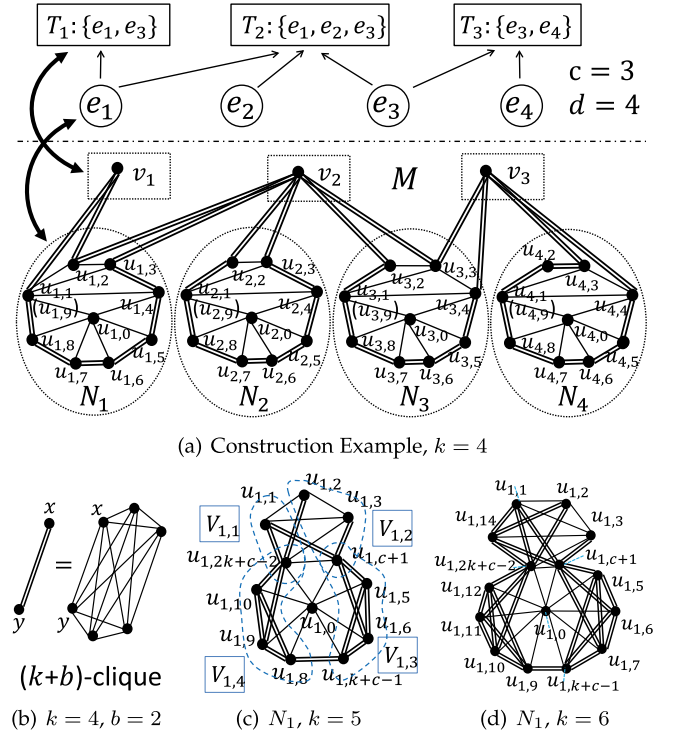 T₁: {e₁, e₃} T₂: {e₁, e₂, e₃} T₃: {e₃, e₄}
c = 3
e₁ e₂ e₃ e₄ d = 4
v₁ v₂ M v₃
u₁,₂ u₁,₃ u₂,₂ u₂,₃ u₃,₂ u₃,₃ u₄,₂ u₄,₃
u₁,₁ u₁,₄ u₂,₁ u₂,₄ u₃,₁ u₃,₄ u₄,₁ u₄,₄
(u₁,₉) u₁,₀ (u₂,₉) u₂,₀ (u₃,₉) u₃,₀ (u₄,₉) u₄,₀
u₁,₈ u₁,₅ u₂,₈ u₂,₅ u₃,₈ u₃,₅ u₄,₈ u₄,₅
u₁,₇ u₁,₆ u₂,₇ u₂,₆ u₃,₇ u₃,₆ u₄,₇ u₄,₆
N₁ N₂ N₃ N₄
(a) Construction Example, k = 4
x = x
y y
(k+b)-clique
(b) k = 4, b = 2
u₁,₂
u₁,₁ u₁,₃
V₁,₁ V₁,₂
u₁,₂ₖ₊c₋₂ u₁,c₊₁
u₁,₁₀ u₁,₅
u₁,₀ u₁,₆
u₁,₉
V₁,₄ V₁,₃
u₁,₈ u₁,ₖ₊c₋₁
(c) N₁, k = 5
u₁,₁ u₁,₂
u₁,₁₄ u₁,₃
u₁,₂ₖ₊c₋₂ u₁,c₊₁
u₁,₁₂ u₁,₅
u₁,₁₁ u₁,₀ u₁,₆
u₁,₁₀ u₁,₇
u₁,₉ u₁,ₖ₊c₋₁
(d) N₁, k = 6